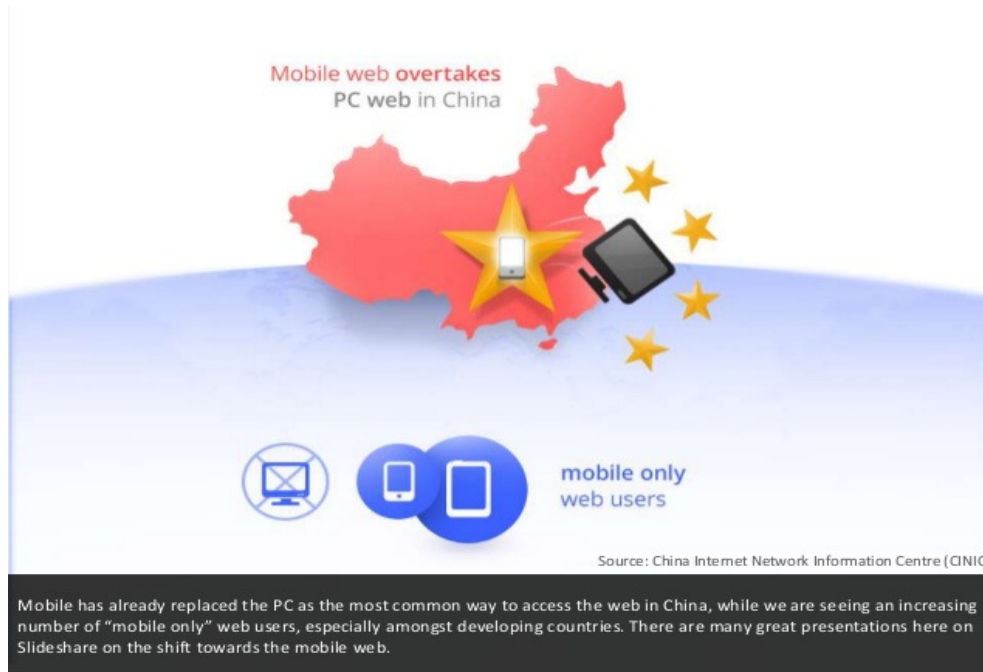 Mobile web overtakes
PC web in China
mobile only
web users
Source: China Internet Network Information Centre (CINIC
Mobile has already replaced the PC as the most common way to access the web in China, while we are seeing an increasing
number of “mobile only” web users, especially amongst developing countries. There are many great presentations here on
Slideshare on the shift towards the mobile web.